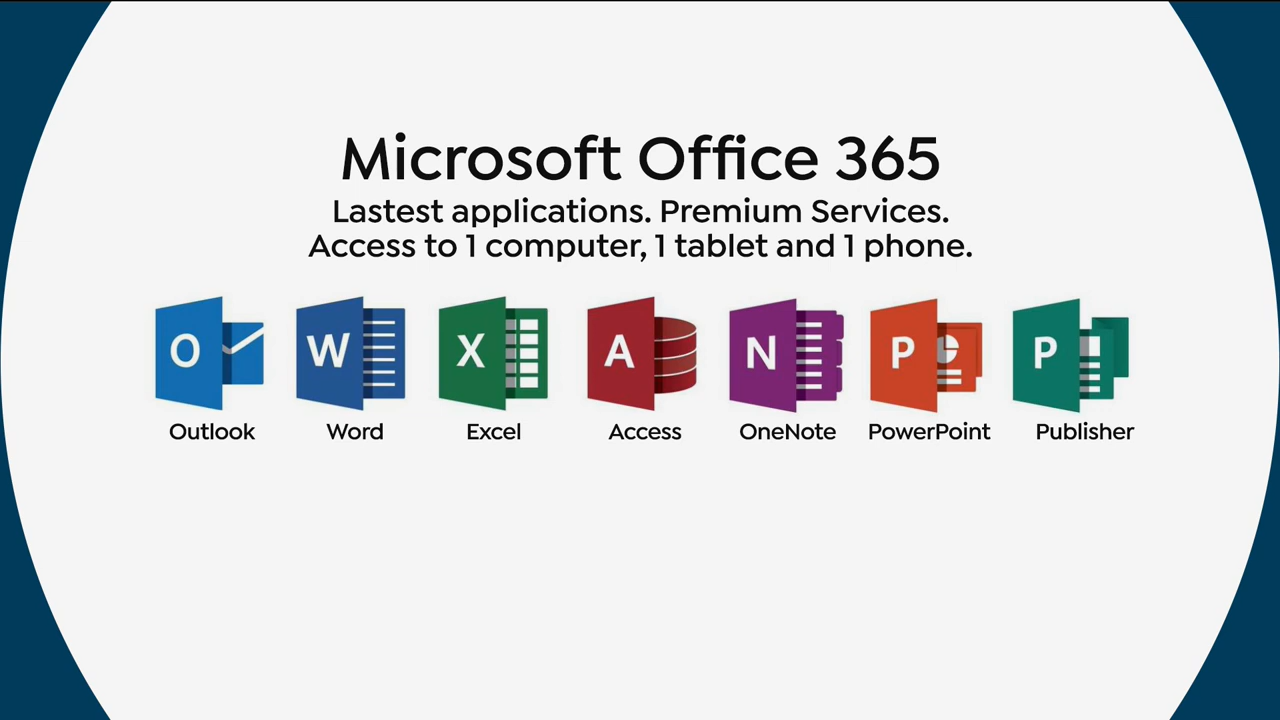 Microsoft Office 365
Lastest applications. Premium Services.
Access to 1 computer, 1 tablet and 1 phone.
O W X A N P P
Outlook Word Excel Access OneNote PowerPoint Publisher